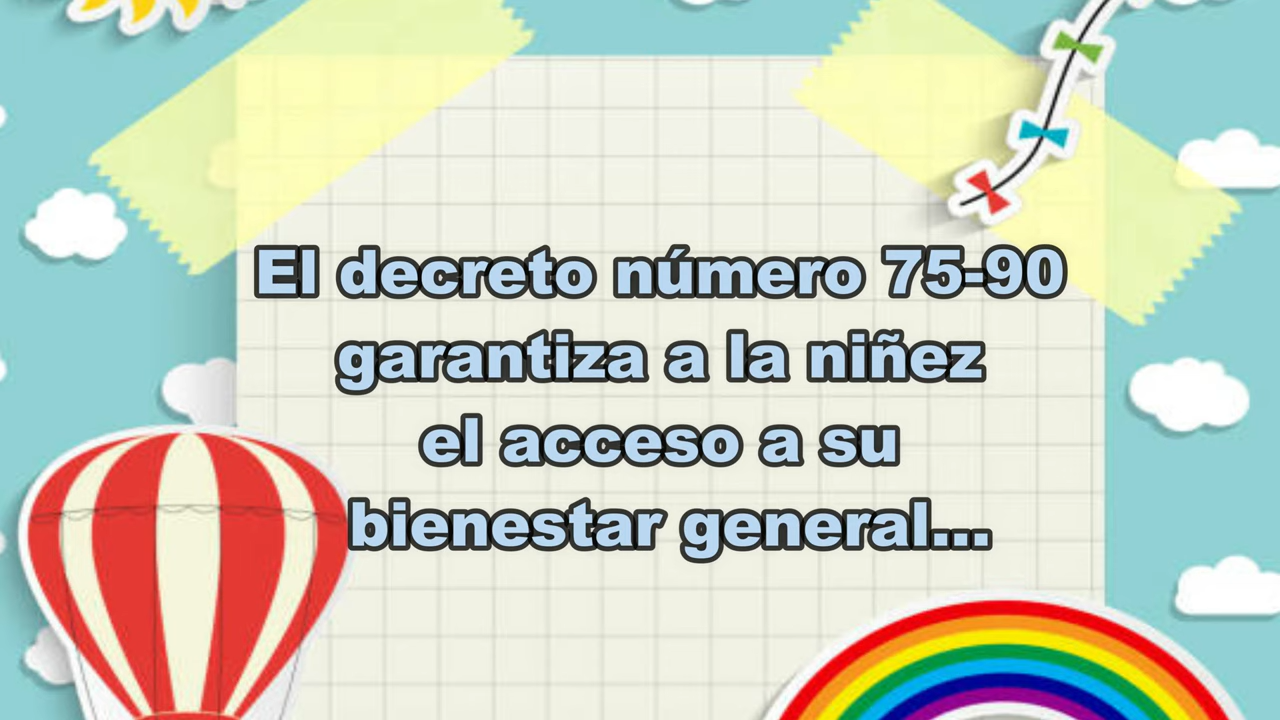 El decreto número 75-90
garantiza a la niñez
el acceso a su
bienestar general...